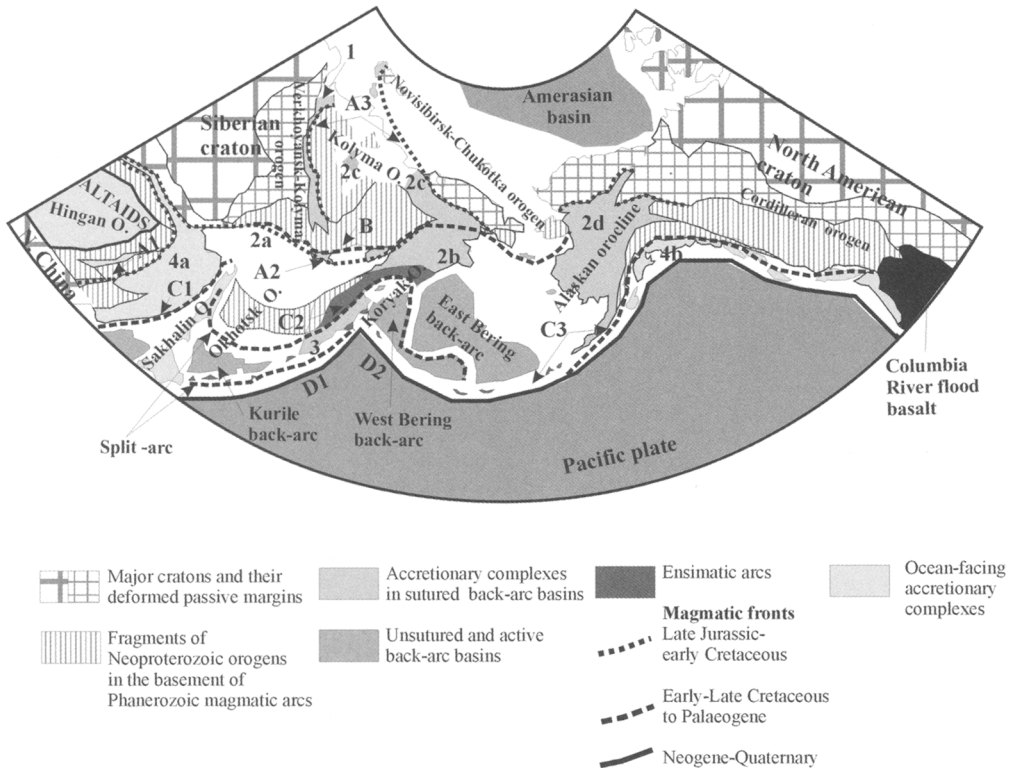 1
A3
Novisibirsk-Chukotka orogen
Amerasian
basin
Siberian
craton
Verkhoyansk-Kolyma
orogen
Kolyma O.
2c
2c
North American
craton
Cordilleran orogen
ALTAIDS
Hingan O.
A1
N China
4a
C1
2a
B
A2
2b
2d
Alaskan orocline
4b
Sakhalin O.
Okhotsk O.
C2
Koryak O.
East Bering
back-arc
C3
3
D1
D2
Columbia
River flood
basalt
Kurile
back-arc
West Bering
back-arc
Split -arc
Pacific plate
Major cratons and their
deformed passive margins
Fragments of
Neoproterozoic orogens
in the basement of
Phanerozoic magmatic arcs
Accretionary complexes
in sutured back-arc basins
Unsutured and active
back-arc basins
Ensimatic arcs
Magmatic fronts
Late Jurassic-
early Cretaceous
Early-Late Cretaceous
to Palaeogene
Neogene-Quaternary
Ocean-facing
accretionary
complexes